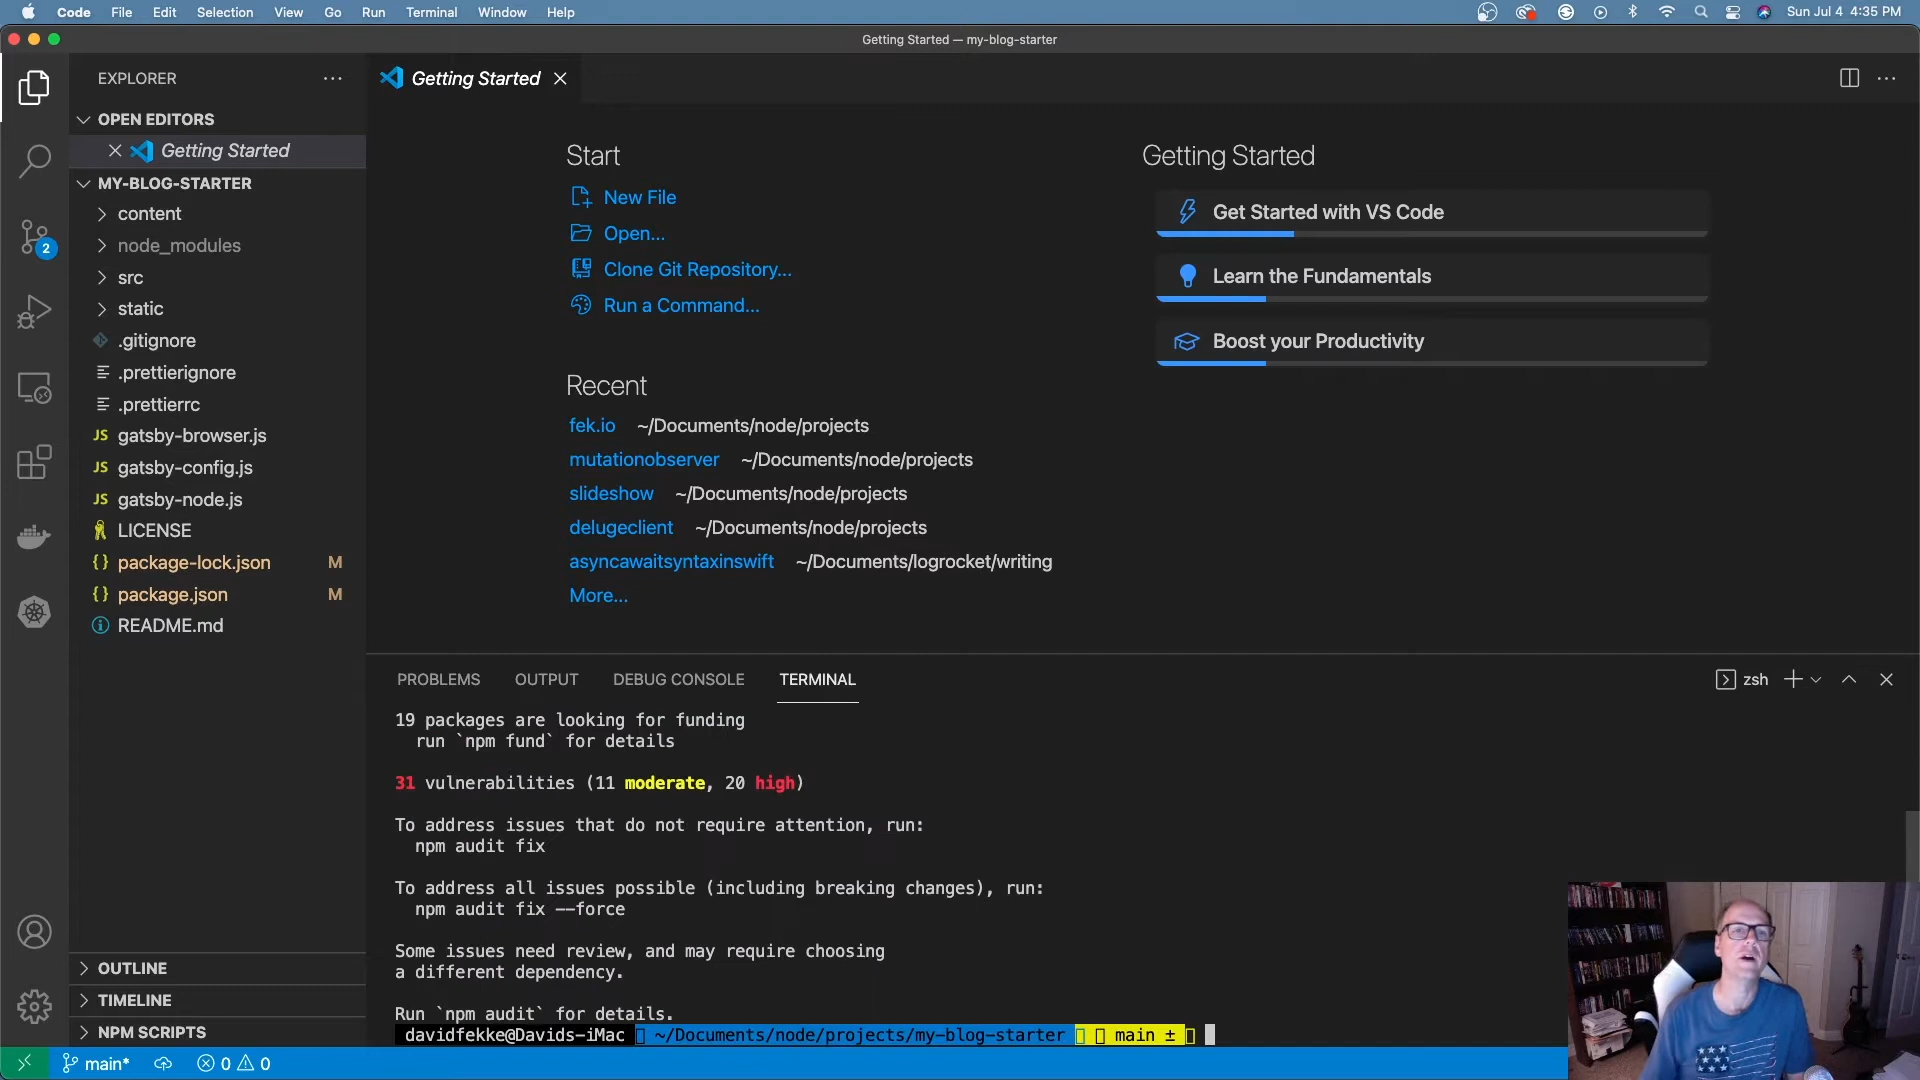 Code File Edit Selection View Go Run Terminal Window Help
Sun Jul 4 4:35 PM
Getting Started — my-blog-starter
EXPLORER
Getting Started
OPEN EDITORS
Getting Started
MY-BLOG-STARTER
content
node_modules
src
static
.gitignore
.prettierignore
.prettierrc
JS gatsby-browser.js
JS gatsby-config.js
JS gatsby-node.js
LICENSE
{} package-lock.json M
{} package.json M
README.md
OUTLINE
TIMELINE
NPM SCRIPTS
2
Start
New File
Open...
Clone Git Repository...
Run a Command...
Recent
fek.io ~/Documents/node/projects
mutationobserver ~/Documents/node/projects
slideshow ~/Documents/node/projects
delugeclient ~/Documents/node/projects
asyncawaitsyntaxinswift ~/Documents/logrocket/writing
More...
Getting Started
Get Started with VS Code
Learn the Fundamentals
Boost your Productivity
PROBLEMS OUTPUT DEBUG CONSOLE TERMINAL
zsh
19 packages are looking for funding
run `npm fund` for details
31 vulnerabilities (11 moderate, 20 high)
To address issues that do not require attention, run:
npm audit fix
To address all issues possible (including breaking changes), run:
npm audit fix --force
Some issues need review, and may require choosing
a different dependency.
Run `npm audit` for details.
davidfekke@Davids-iMac ~/Documents/node/projects/my-blog-starter main ±
main* 0 0